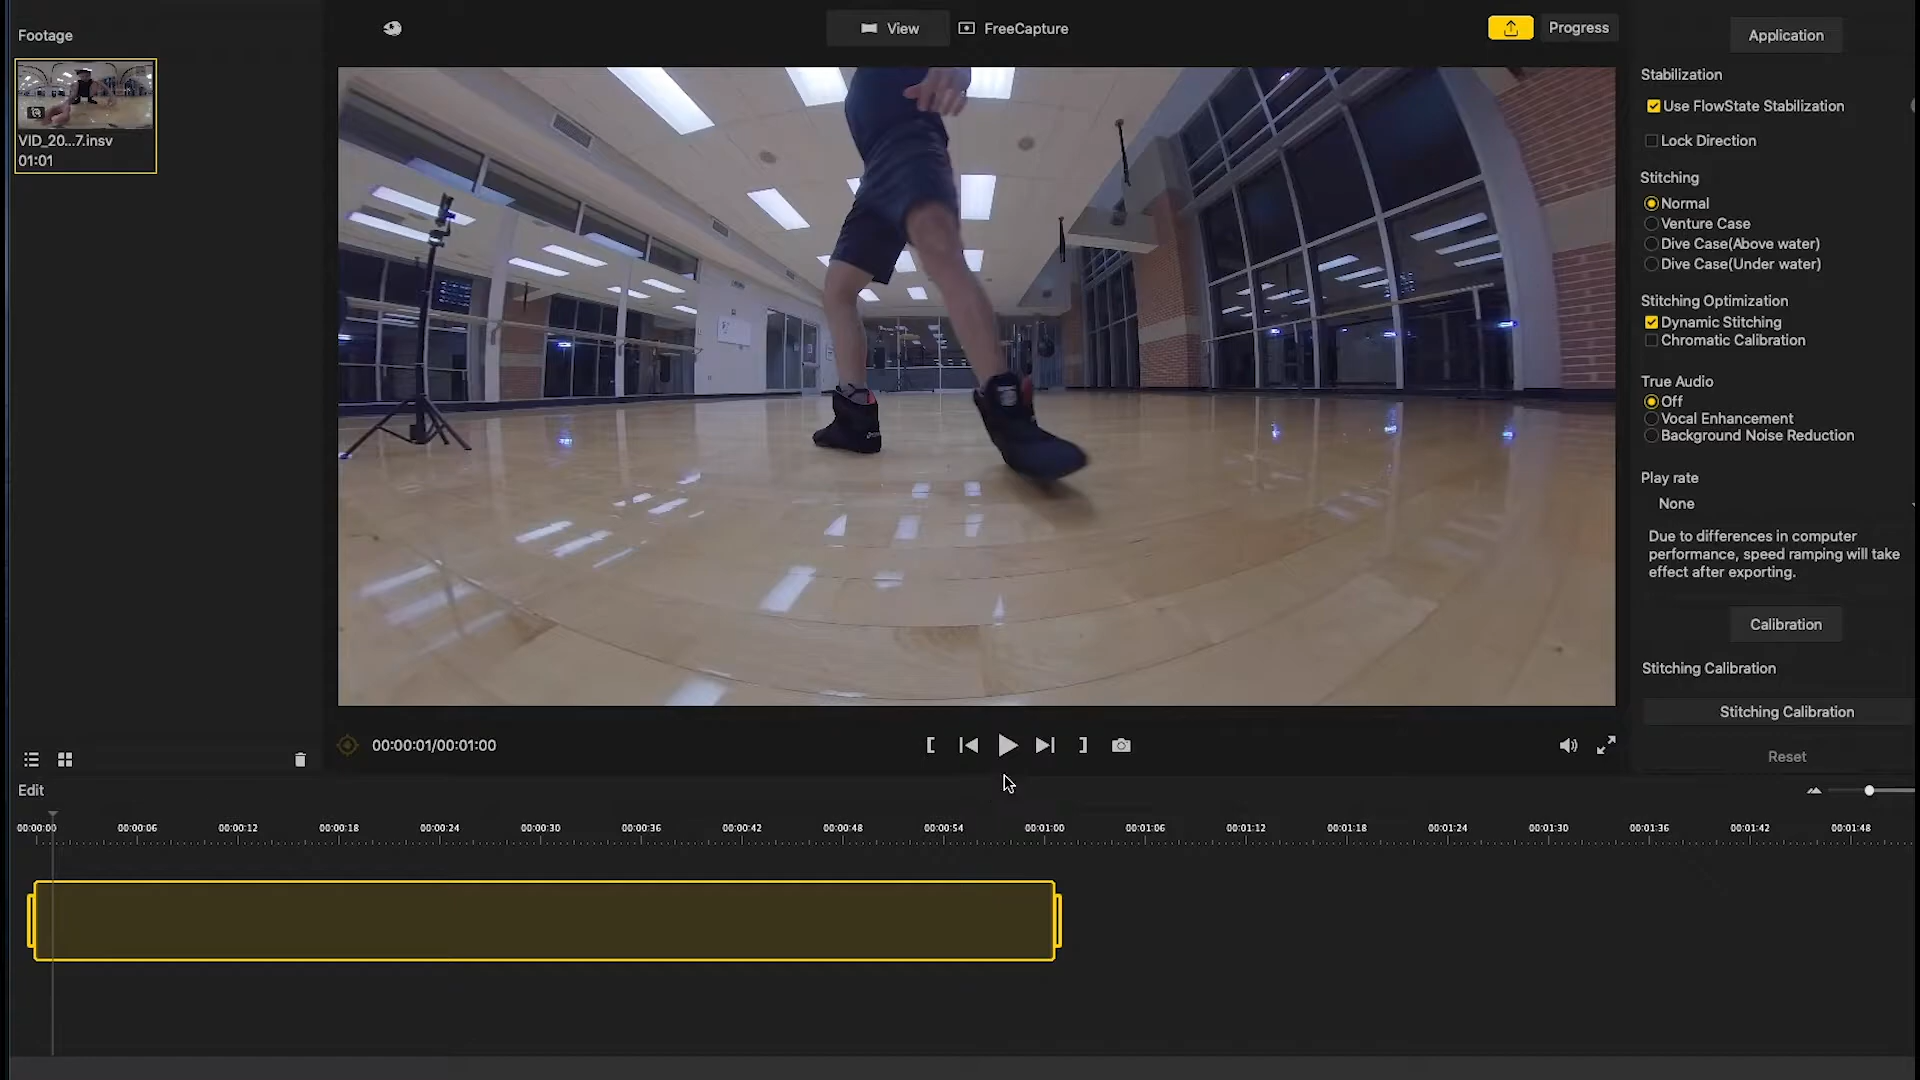 Footage
View
FreeCapture
Progress
Application
VID_20...7.insv
01:01
Stabilization
Use FlowState Stabilization
Lock Direction
Stitching
Normal
Venture Case
Dive Case(Above water)
Dive Case(Under water)
Stitching Optimization
Dynamic Stitching
Chromatic Calibration
True Audio
Off
Vocal Enhancement
Background Noise Reduction
Play rate
None
Due to differences in computer
performance, speed ramping will take
effect after exporting.
Calibration
Stitching Calibration
Stitching Calibration
Reset
00:00:01/00:01:00
Edit
00:00:00 00:00:06 00:00:12 00:00:18 00:00:24 00:00:30 00:00:36 00:00:42 00:00:48 00:00:54 00:01:00 00:01:06 00:01:12 00:01:18 00:01:24 00:01:30 00:01:36 00:01:42 00:01:48